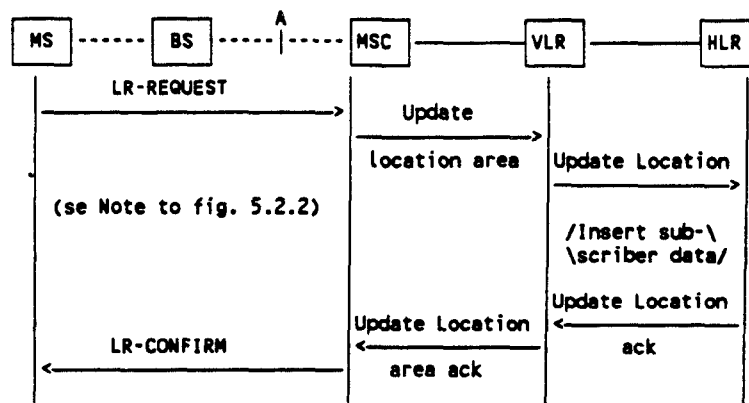 A
MS BS MSC VLR HLR
LR-REQUEST
Update
location area
Update Location
(se Note to fig. 5.2.2)
/Insert sub-\
\scriber data/
Update Location
Update Location
ack
LR-CONFIRM
area ack